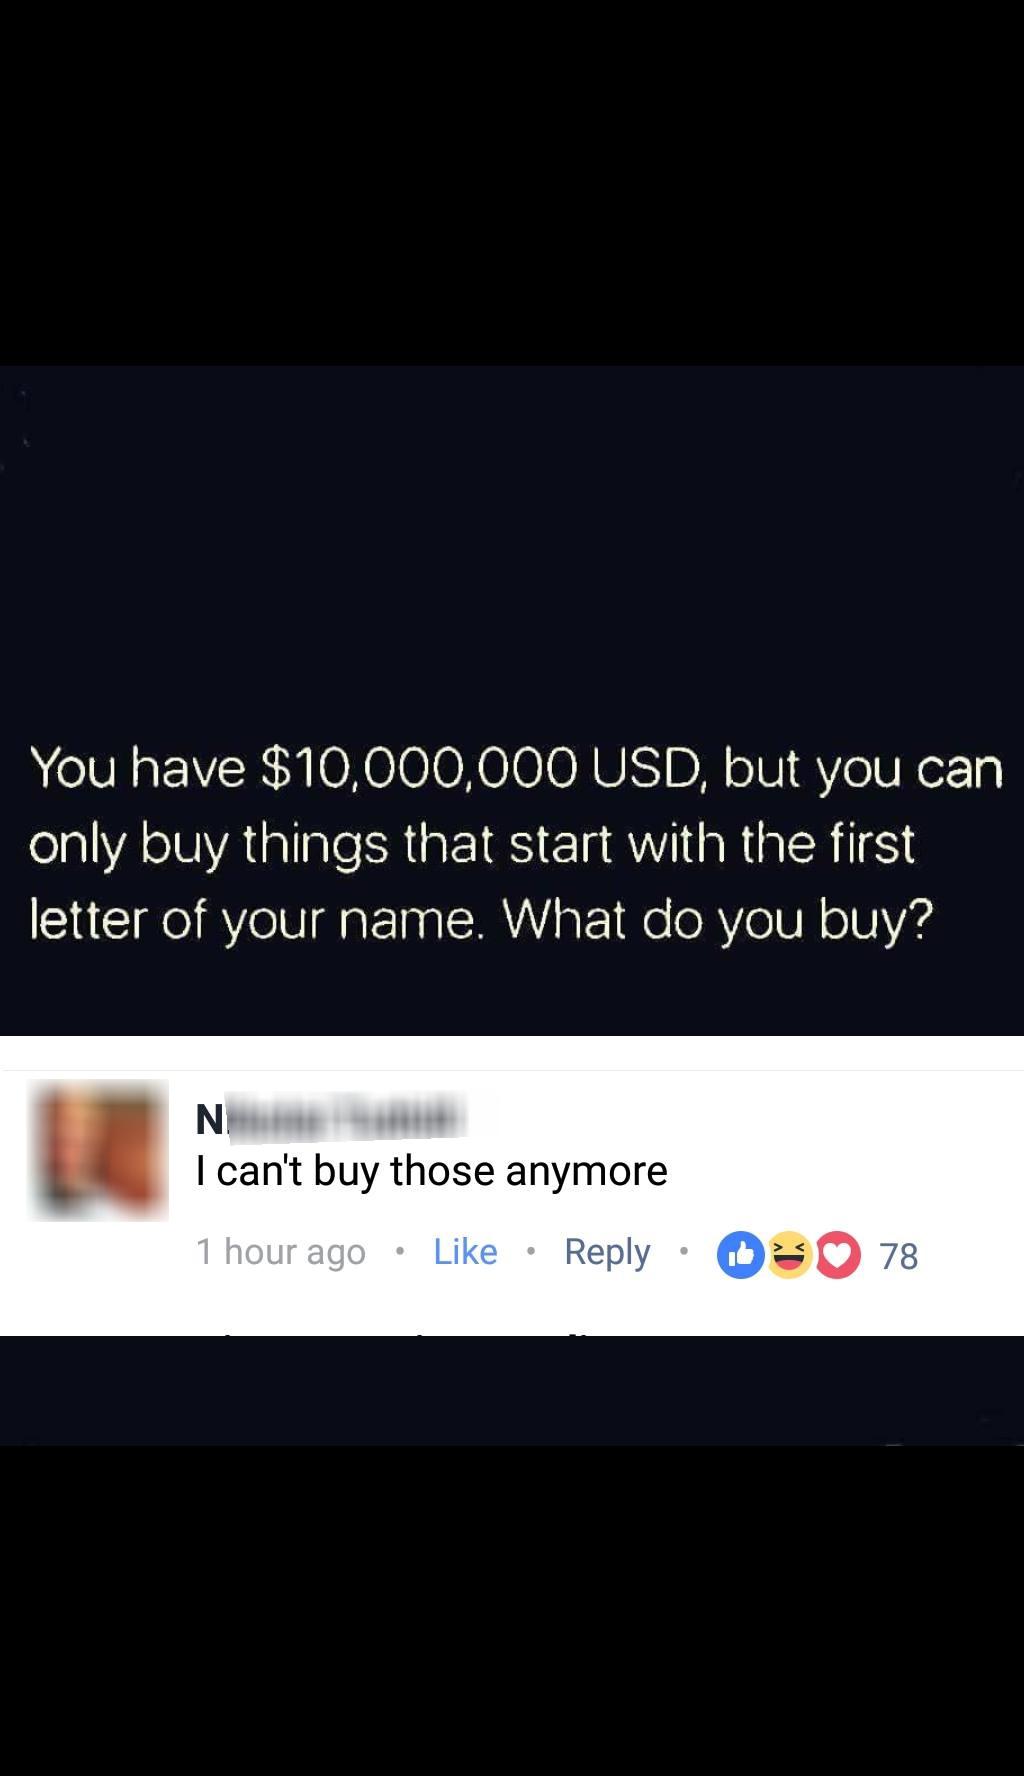 You have $10,000,000 USD, but you can
only buy things that start with the first
letter of your name. What do you buy?
N
I can't buy those anymore
1 hour ago • Like • Reply • 78